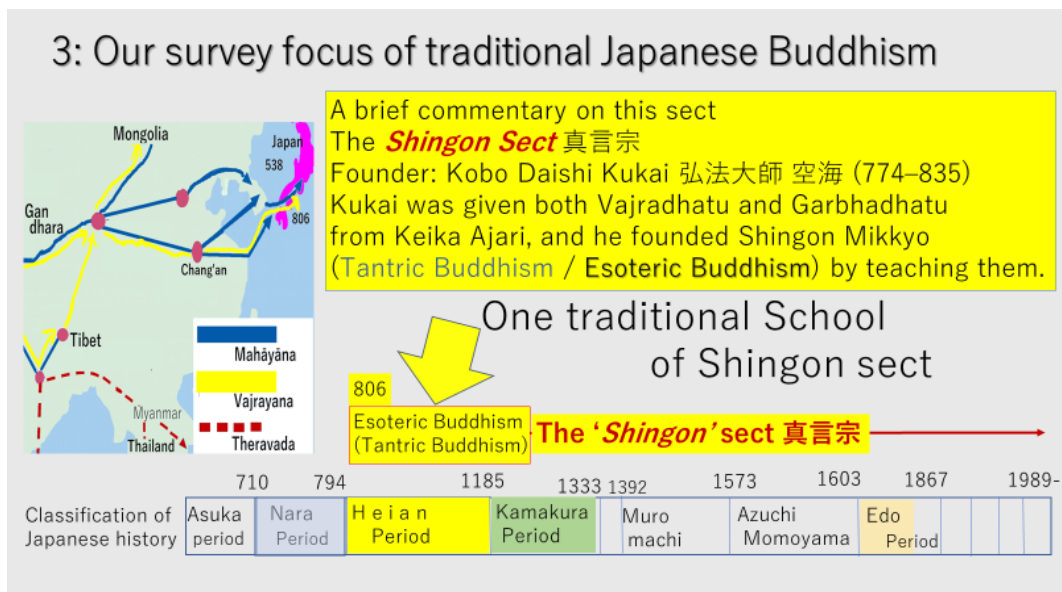 3: Our survey focus of traditional Japanese Buddhism
A brief commentary on this sect
The Shingon Sect 真言宗
Founder: Kobo Daishi Kukai 弘法大師 空海 (774–835)
Kukai was given both Vajradhatu and Garbhadhatu
from Keika Ajari, and he founded Shingon Mikkyo
(Tantric Buddhism / Esoteric Buddhism) by teaching them.
Mongolia
Japan
538
Gan
dhara
806
Chang'an
Tibet
Mahāyāna
Vajrayana
Myanmar
Thailand
Theravada
One traditional School
of Shingon sect
806
Esoteric Buddhism
(Tantric Buddhism)
The ‘Shingon’ sect 真言宗
710 794 1185 1333 1392 1573 1603 1867 1989-
Classification of
Japanese history
Asuka
period
Nara
Period
Heian
Period
Kamakura
Period
Muro
machi
Azuchi
Momoyama
Edo
Period